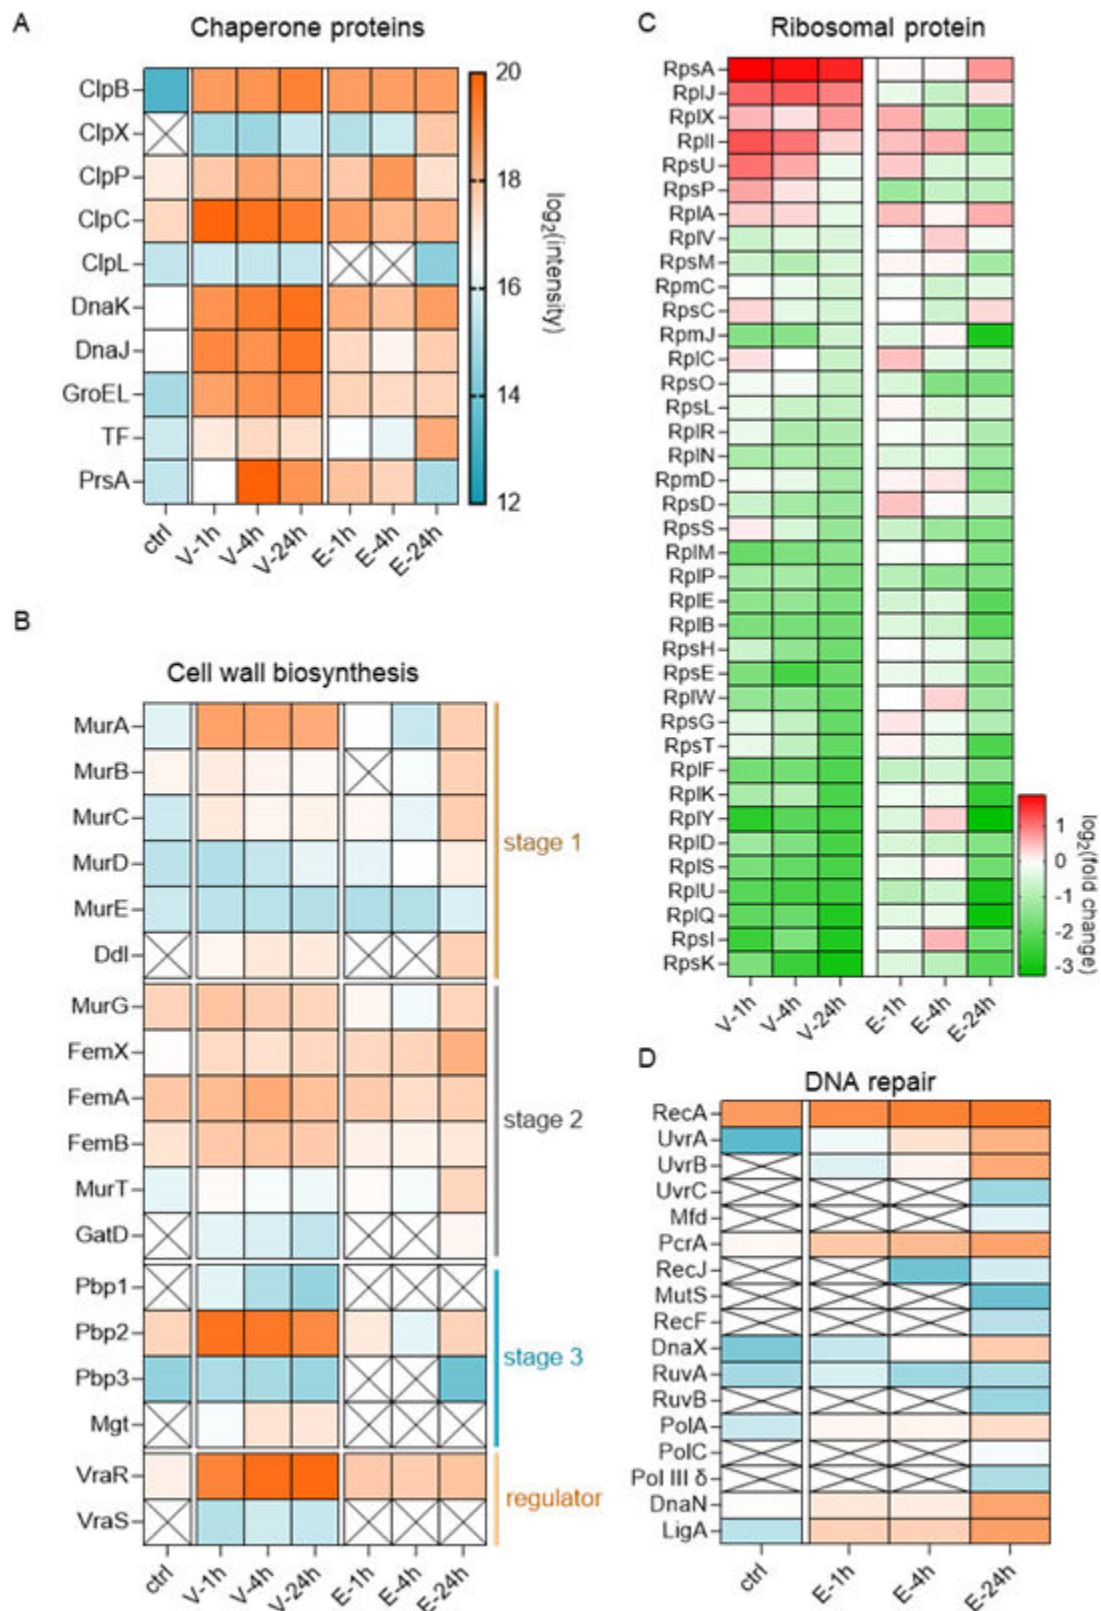 A
Chaperone proteins
ClpB
ClpX
ClpP
ClpC
ClpL
DnaK
DnaJ
GroEL
TF
PrsA
ctrl
V-1h
V-4h
V-24h
E-1h
E-4h
E-24h
20
18
16
14
12
log2(intensity)
B
Cell wall biosynthesis
MurA
MurB
MurC
MurD
MurE
Ddl
stage 1
MurG
FemX
FemA
FemB
MurT
GatD
stage 2
Pbp1
Pbp2
Pbp3
Mgt
stage 3
VraR
VraS
regulator
ctrl
V-1h
V-4h
V-24h
E-1h
E-4h
E-24h
C
Ribosomal protein
RpsA
RplJ
RplX
RplI
RpsU
RpsP
RplA
RplV
RpsM
RpmC
RpsC
RpmJ
RplC
RpsO
RpsL
RplR
RplN
RpmD
RpsD
RpsS
RplM
RplP
RplE
RplB
RpsH
RpsE
RplW
RpsG
RpsT
RplF
RplK
RplY
RplD
RplS
RplU
RplQ
RpsI
RpsK
V-1h
V-4h
V-24h
E-1h
E-4h
E-24h
1
0
-1
-2
-3
log2(fold change)
D
DNA repair
RecA
UvrA
UvrB
UvrC
Mfd
PcrA
RecJ
MutS
RecF
DnaX
RuvA
RuvB
PolA
PolC
Pol III δ
DnaN
LigA
ctrl
E-1h
E-4h
E-24h